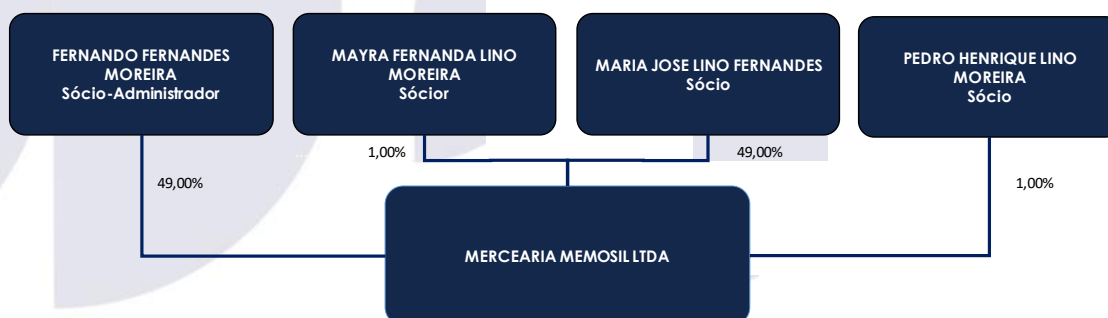 FERNANDO FERNANDES
MOREIRA
Sócio-Administrador
MAYRA FERNANDA LINO
MOREIRA
Sócior
MARIA JOSE LINO FERNANDES
Sócio
PEDRO HENRIQUE LINO
MOREIRA
Sócio
1,00%
49,00%
49,00%
1,00%
MERCEARIA MEMOSIL LTDA